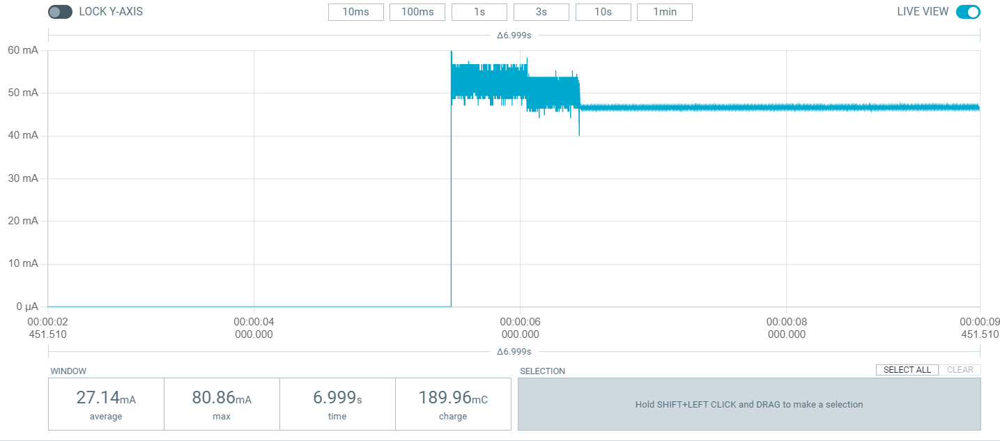 LOCK Y-AXIS 10ms 100ms 1s 3s 10s 1min LIVE VIEW
Δ6.999s
60 mA
50 mA
40 mA
30 mA
20 mA
10 mA
0 µA
00:00:02 00:00:04 00:00:06 00:00:08 00:00:09
451.510 000.000 000.000 000.000 451.510
Δ6.999s
WINDOW SELECTION SELECT ALL CLEAR
27.14mA 80.86mA 6.999s 189.96mC
average max time charge
Hold SHIFT+LEFT CLICK and DRAG to make a selection